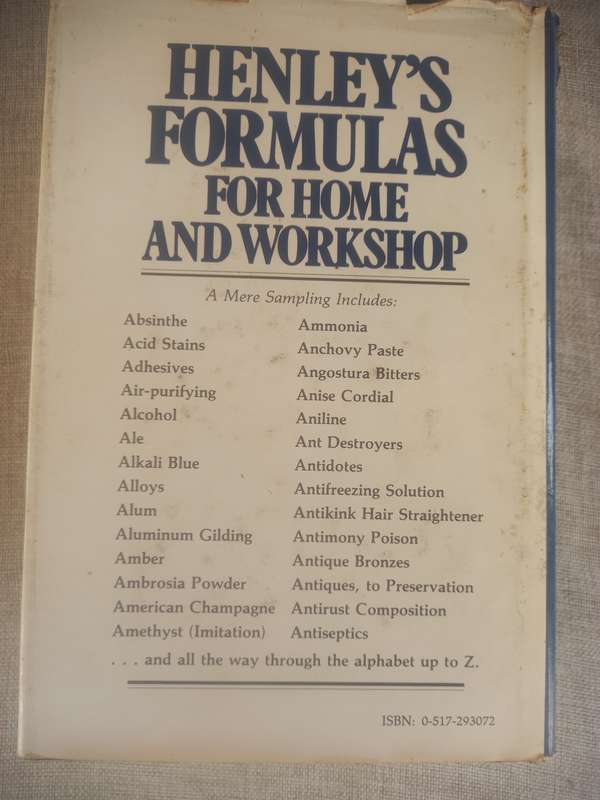 HENLEY'S
FORMULAS
FOR HOME
AND WORKSHOP
A Mere Sampling Includes:
Absinthe
Acid Stains
Adhesives
Air-purifying
Alcohol
Ale
Alkali Blue
Alloys
Alum
Aluminum Gilding
Amber
Ambrosia Powder
American Champagne
Amethyst (Imitation)
Ammonia
Anchovy Paste
Angostura Bitters
Anise Cordial
Aniline
Ant Destroyers
Antidotes
Antifreezing Solution
Antikink Hair Straightener
Antimony Poison
Antique Bronzes
Antiques, to Preservation
Antirust Composition
Antiseptics
. . . and all the way through the alphabet up to Z.
ISBN: 0-517-293072